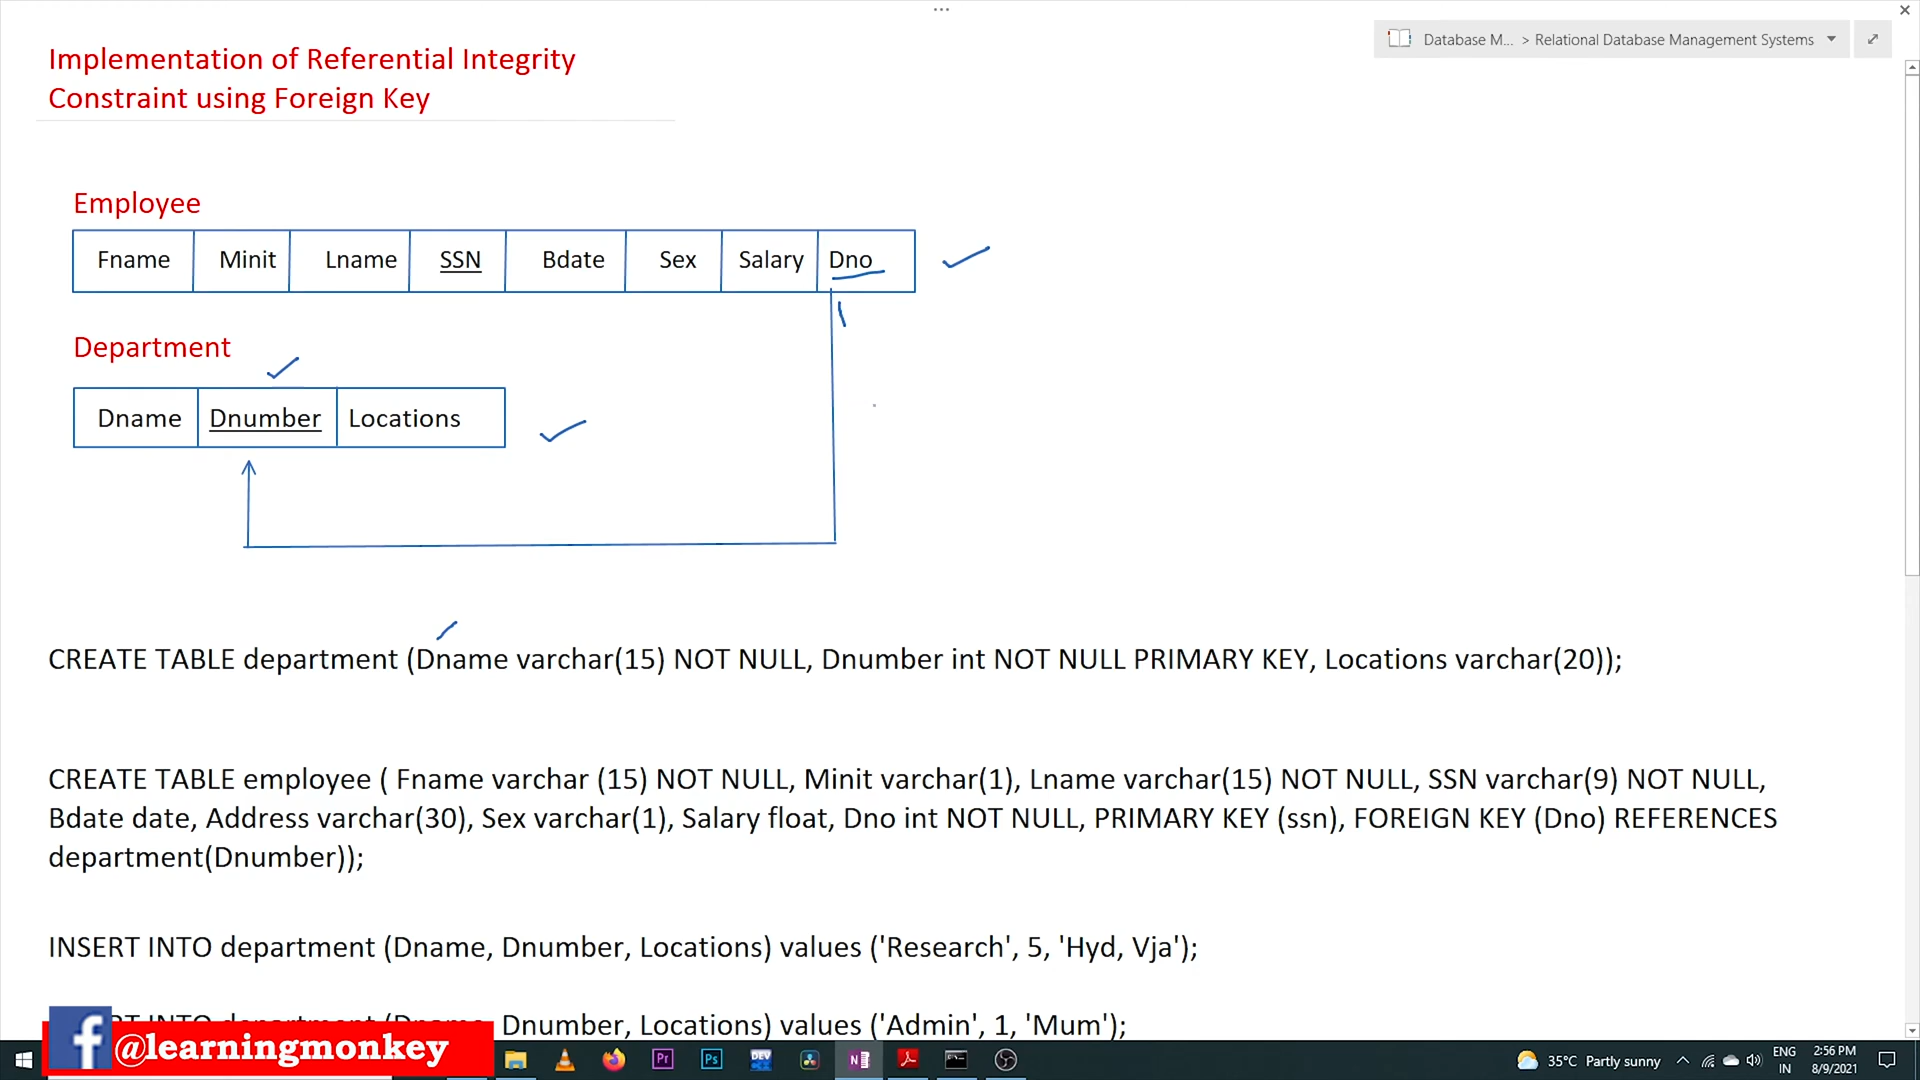 Database M... > Relational Database Management Systems
Implementation of Referential Integrity
Constraint using Foreign Key
Employee
Fname Minit Lname SSN Bdate Sex Salary Dno
Department
Dname Dnumber Locations
CREATE TABLE department (Dname varchar(15) NOT NULL, Dnumber int NOT NULL PRIMARY KEY, Locations varchar(20));
CREATE TABLE employee ( Fname varchar (15) NOT NULL, Minit varchar(1), Lname varchar(15) NOT NULL, SSN varchar(9) NOT NULL,
Bdate date, Address varchar(30), Sex varchar(1), Salary float, Dno int NOT NULL, PRIMARY KEY (ssn), FOREIGN KEY (Dno) REFERENCES
department(Dnumber));
INSERT INTO department (Dname, Dnumber, Locations) values ('Research', 5, 'Hyd, Vja');
Dnumber, Locations) values ('Admin', 1, 'Mum');
f @learningmonkey
Pr Ps DEV N
35°C Partly sunny
ENG
IN
2:56 PM
8/9/2021